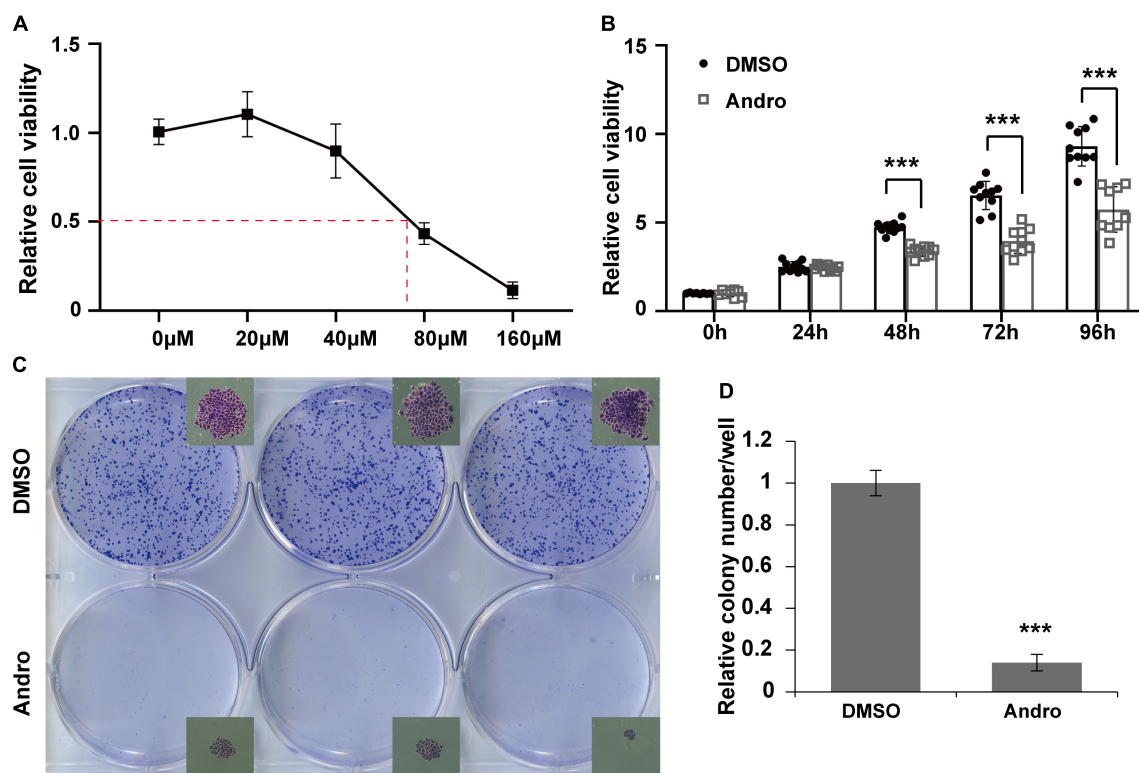 A
Relative cell viability
1.5
1.0
0.5
0
0μM
20μM
40μM
80μM
160μM
B
Relative cell viability
15
10
5
0
DMSO
Andro
***
***
***
0h
24h
48h
72h
96h
C
DMSO
Andro
D
Relative colony number/well
1.2
1
0.8
0.6
0.4
0.2
0
***
DMSO
Andro